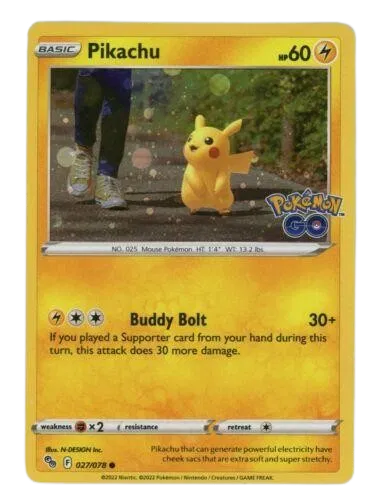 BASIC Pikachu HP60
Pokémon
GO
NO. 025 Mouse Pokémon. HT: 1'4" WT: 13.2 lbs
Buddy Bolt 30+
If you played a Supporter card from your hand during this
turn, this attack does 30 more damage.
weakness ×2 resistance retreat
Illus. N-DESIGN Inc.
F 027/078
Pikachu that can generate powerful electricity have
cheek sacs that are extra soft and super stretchy.
©2022 Niantic. ©2022 Pokémon / Nintendo / Creatures / GAME FREAK.